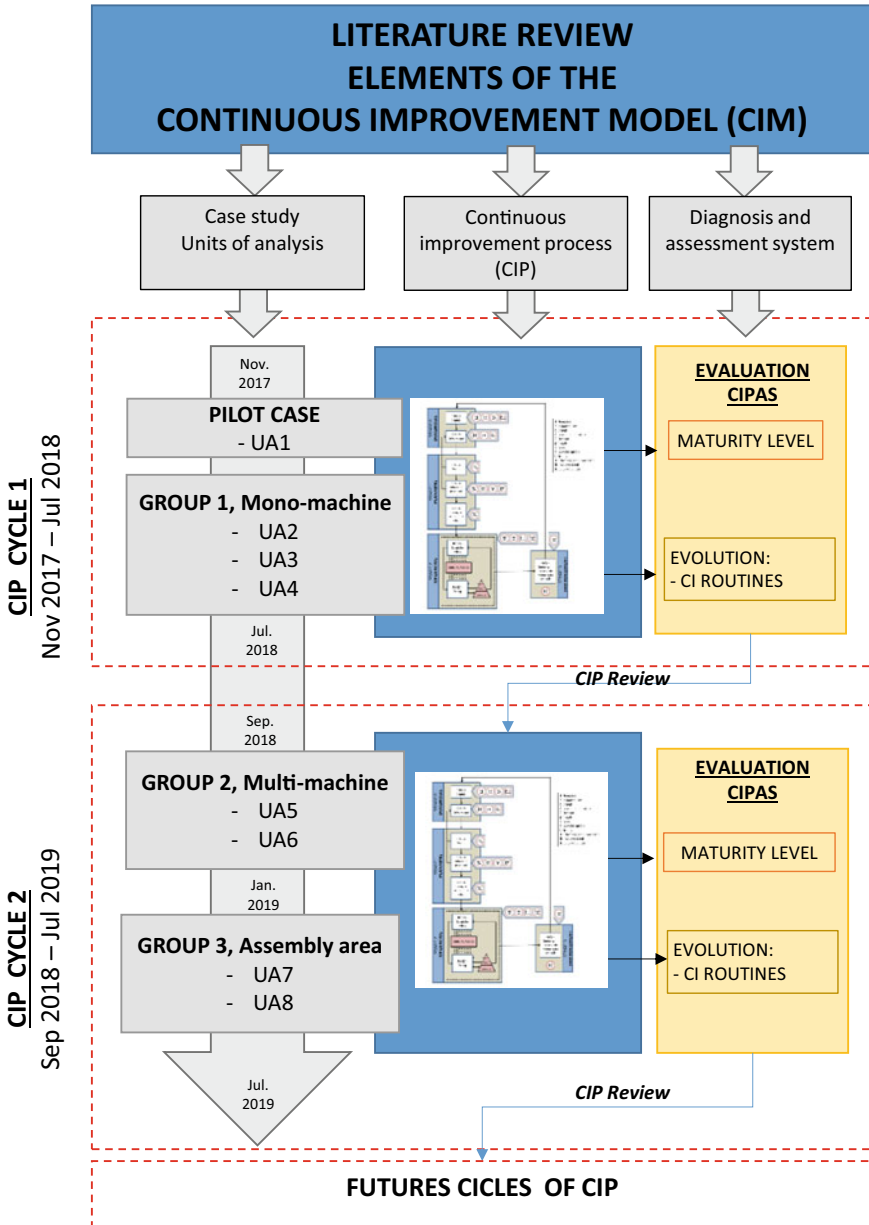 LITERATURE REVIEW
ELEMENTS OF THE
CONTINUOUS IMPROVEMENT MODEL (CIM)
Case study
Units of analysis
Continuous
improvement process
(CIP)
Diagnosis and
assessment system
CIP CYCLE 1
Nov 2017 – Jul 2018
Nov.
2017
PILOT CASE
- UA1
GROUP 1, Mono-machine
- UA2
- UA3
- UA4
Jul.
2018
EVALUATION
CIPAS
MATURITY LEVEL
EVOLUTION:
- CI ROUTINES
CIP Review
CIP CYCLE 2
Sep 2018 – Jul 2019
Sep.
2018
GROUP 2, Multi-machine
- UA5
- UA6
Jan.
2019
GROUP 3, Assembly area
- UA7
- UA8
Jul.
2019
EVALUATION
CIPAS
MATURITY LEVEL
EVOLUTION:
- CI ROUTINES
CIP Review
FUTURES CICLES OF CIP